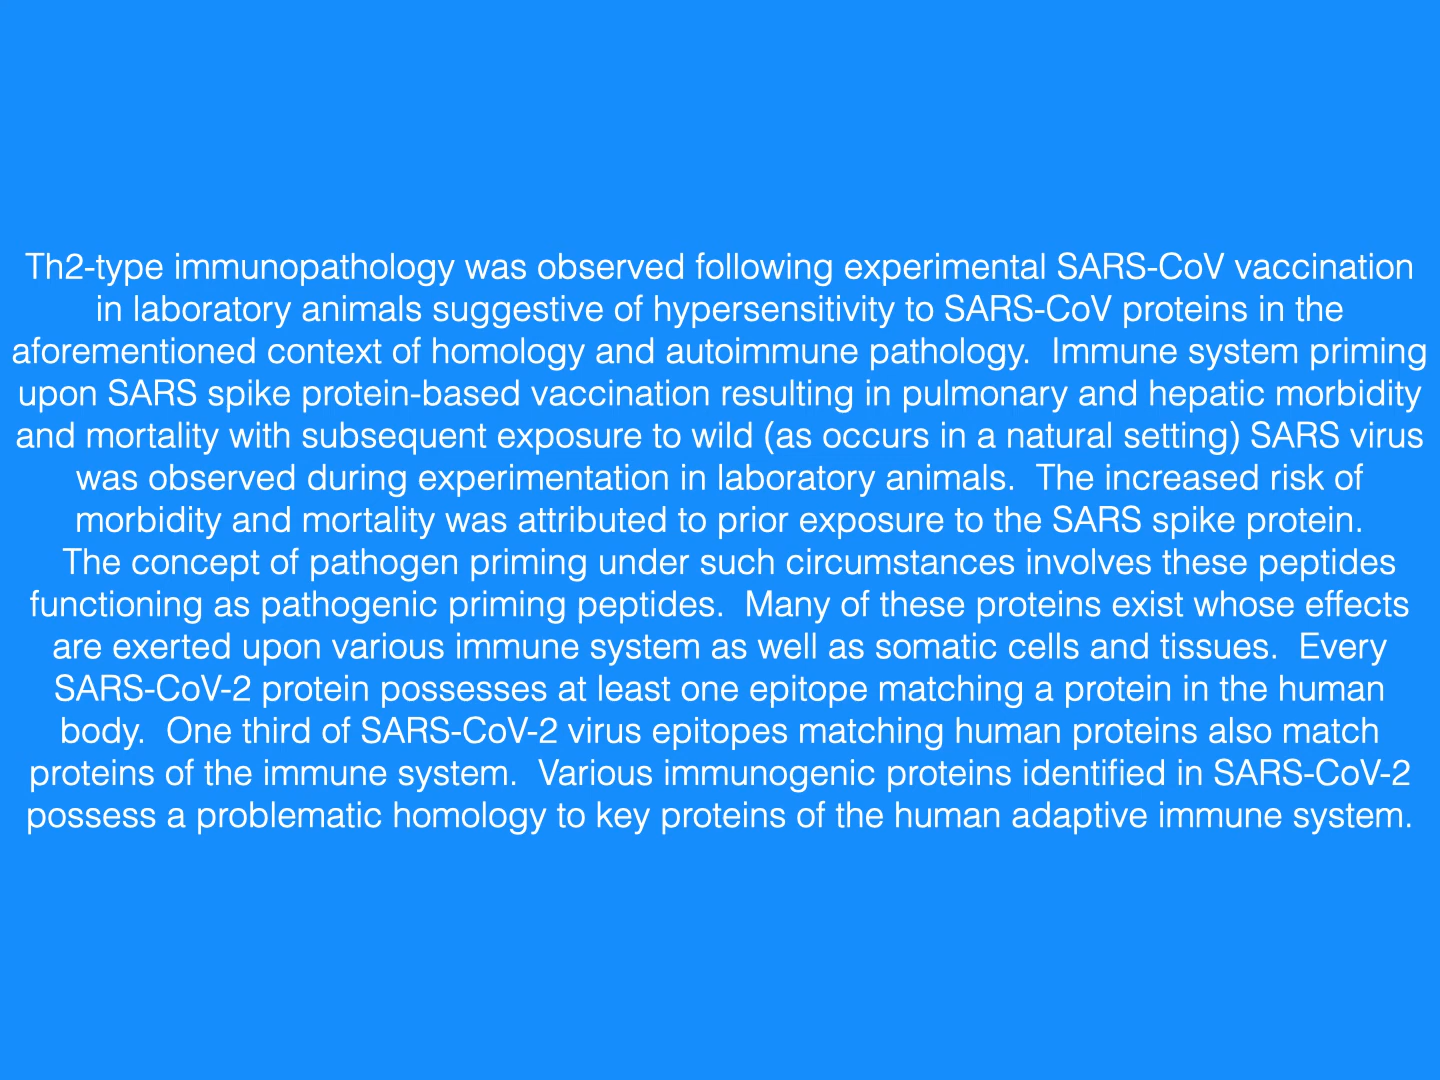 Th2-type immunopathology was observed following experimental SARS-CoV vaccination
in laboratory animals suggestive of hypersensitivity to SARS-CoV proteins in the
aforementioned context of homology and autoimmune pathology.  Immune system priming
upon SARS spike protein-based vaccination resulting in pulmonary and hepatic morbidity
and mortality with subsequent exposure to wild (as occurs in a natural setting) SARS virus
was observed during experimentation in laboratory animals.  The increased risk of
morbidity and mortality was attributed to prior exposure to the SARS spike protein.
The concept of pathogen priming under such circumstances involves these peptides
functioning as pathogenic priming peptides.  Many of these proteins exist whose effects
are exerted upon various immune system as well as somatic cells and tissues.  Every
SARS-CoV-2 protein possesses at least one epitope matching a protein in the human
body.  One third of SARS-CoV-2 virus epitopes matching human proteins also match
proteins of the immune system.  Various immunogenic proteins identified in SARS-CoV-2
possess a problematic homology to key proteins of the human adaptive immune system.